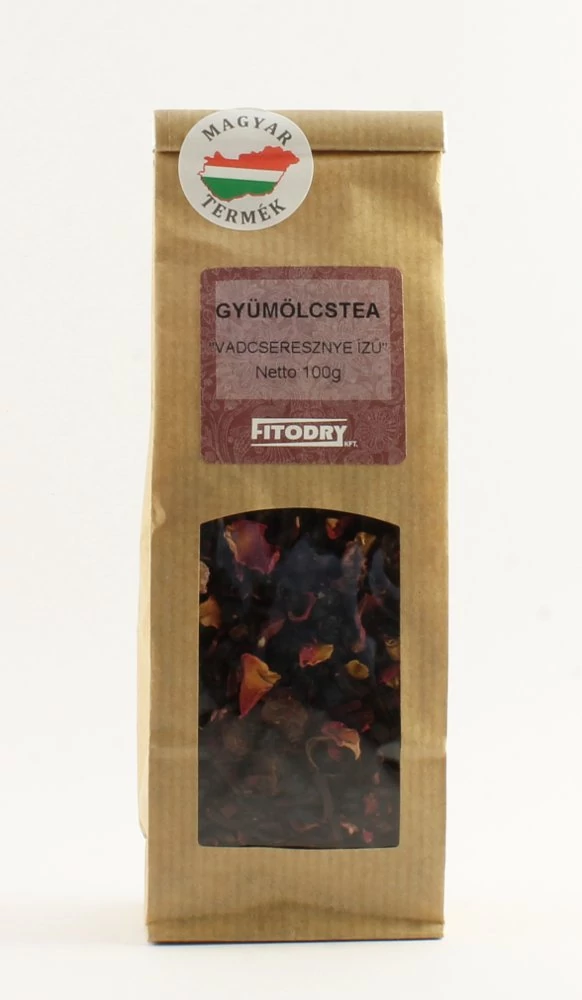 MAGYAR
TERMÉK
GYÜMÖLCSTEA
"VADCSERESZNYE ÍZŰ"
Netto 100g
FITODRY
KFT.